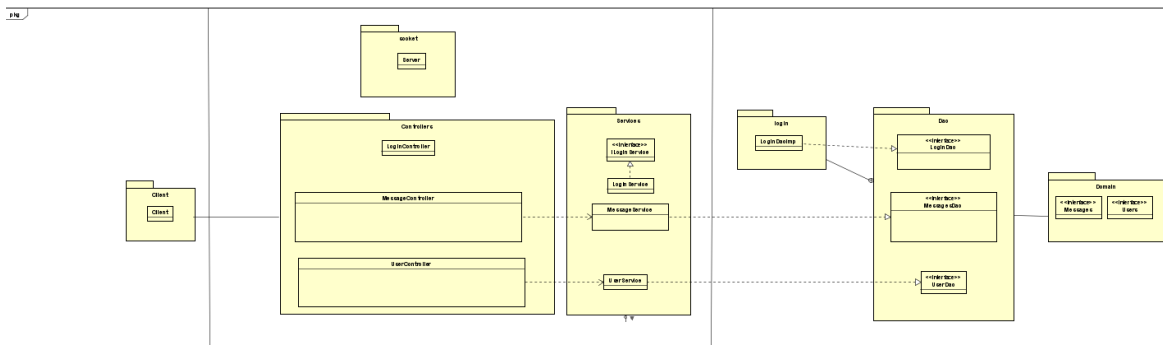 pkg
socket
Server
Controllers
LoginController
MessageController
UserController
Services
<<interface>>
ILoginService
LoginService
MessageService
UserService
Client
Client
login
LoginDaoImp
Dao
<<interface>>
LoginDao
<<interface>>
MessagesDao
<<interface>>
UserDao
Domain
<<interface>>
Messages
<<interface>>
Users